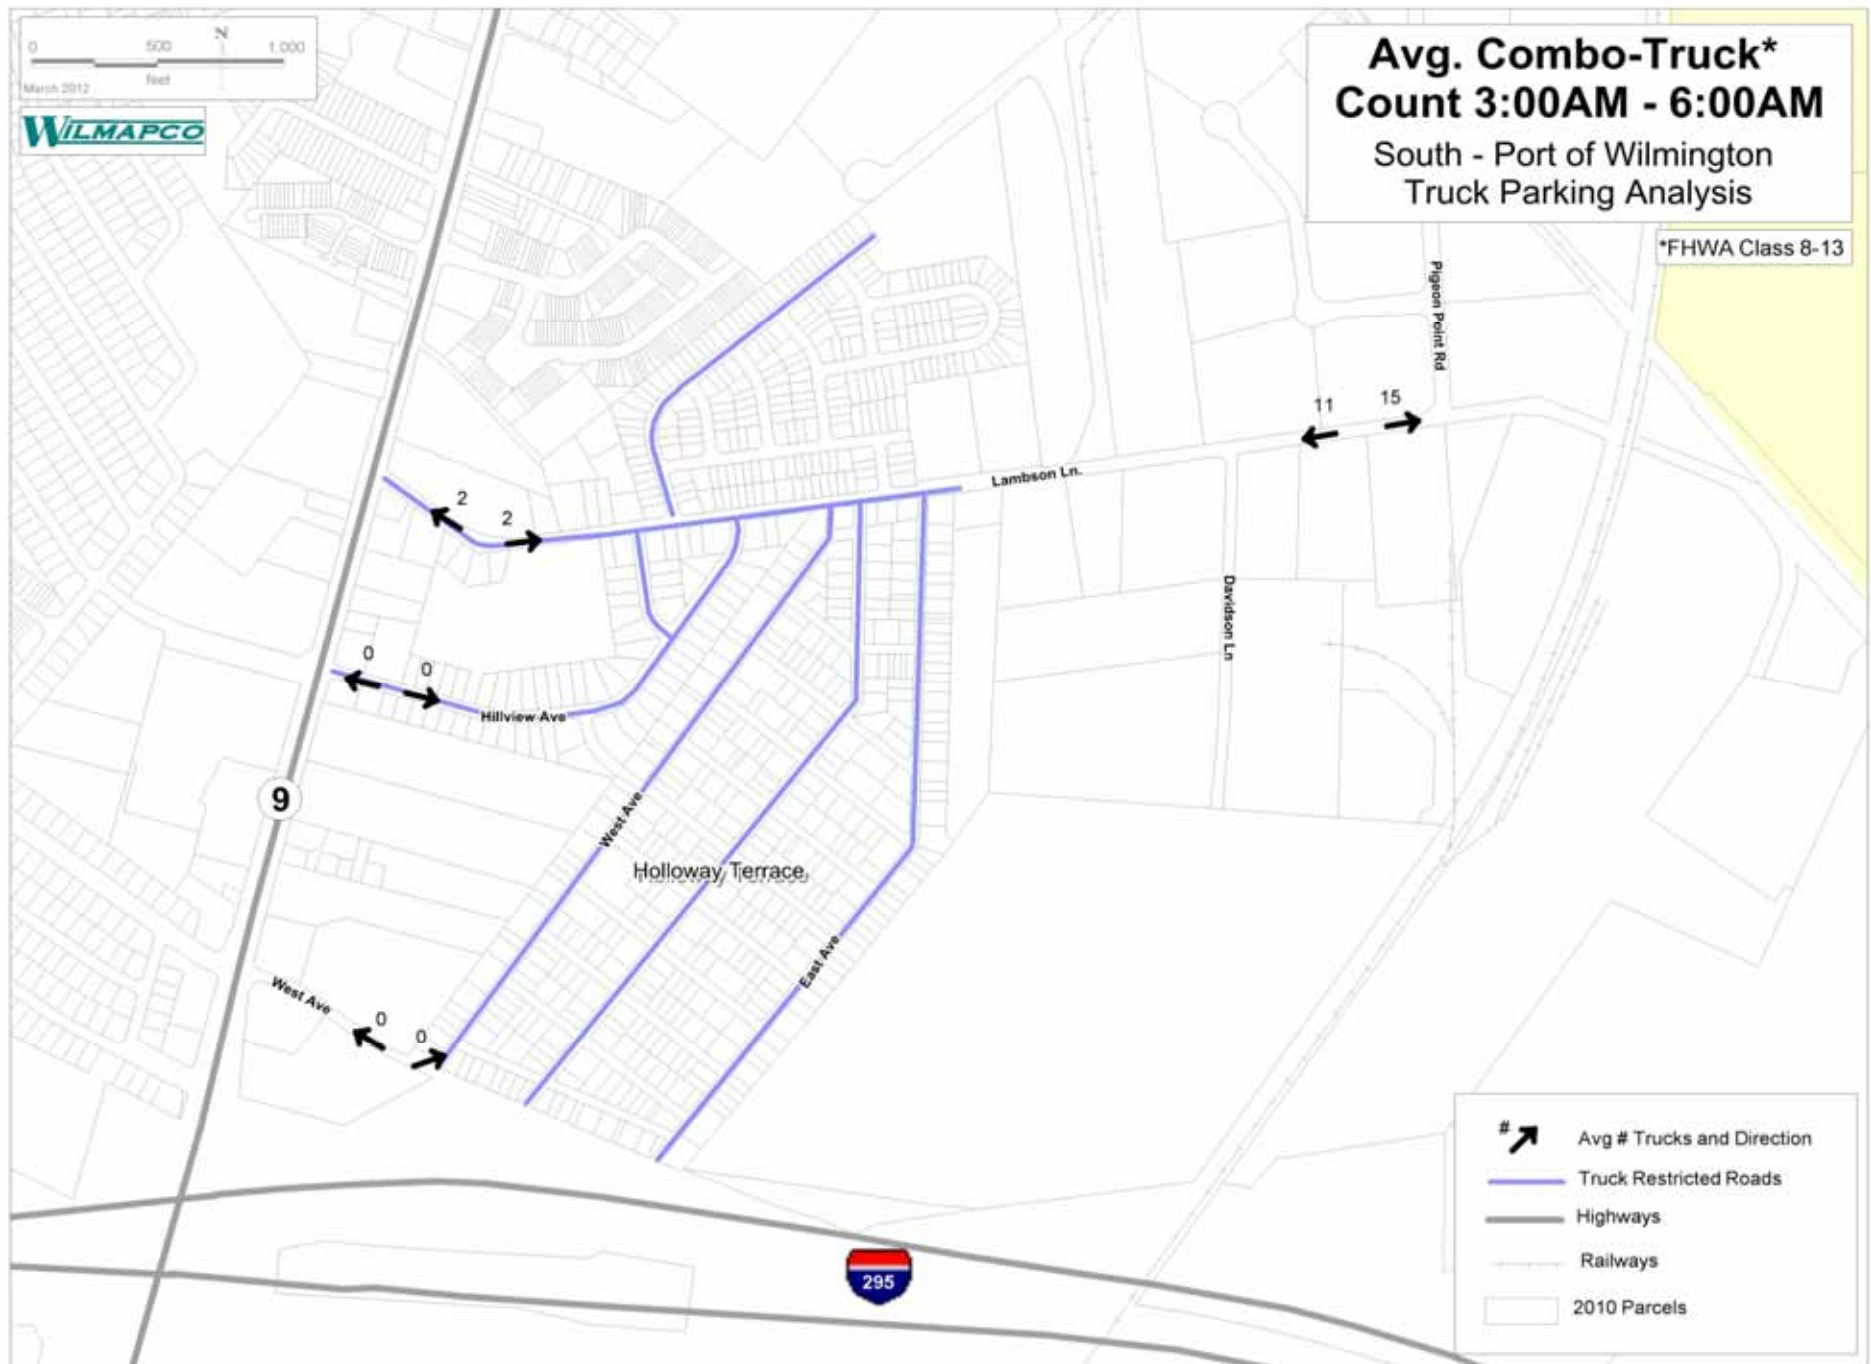 0 500 N 1,000
feet
March 2012
WILMAPCO
Avg. Combo-Truck*
Count 3:00AM - 6:00AM
South - Port of Wilmington
Truck Parking Analysis
*FHWA Class 8-13
Pigeon Point Rd
11 15
Lambson Ln.
2
2
Davidson Ln
0
0
Hillview Ave
9
West Ave
Holloway Terrace
East Ave
West Ave
0
0
295
# Avg # Trucks and Direction
Truck Restricted Roads
Highways
Railways
2010 Parcels